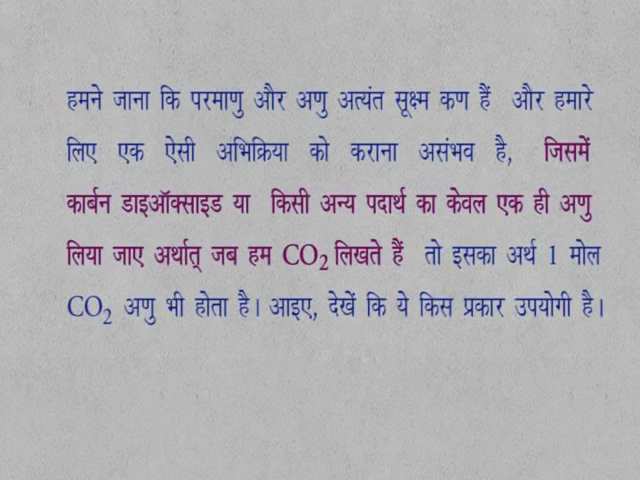 हमने जाना कि परमाणु और अणु अत्यंत सूक्ष्म कण हैं और हमारे
लिए एक ऐसी अभिक्रिया को कराना असंभव है, जिसमें
कार्बन डाइऑक्साइड या किसी अन्य पदार्थ का केवल एक ही अणु
लिया जाए अर्थात् जब हम CO₂ लिखते हैं तो इसका अर्थ 1 मोल
CO₂ अणु भी होता है। आइए, देखें कि ये किस प्रकार उपयोगी है।